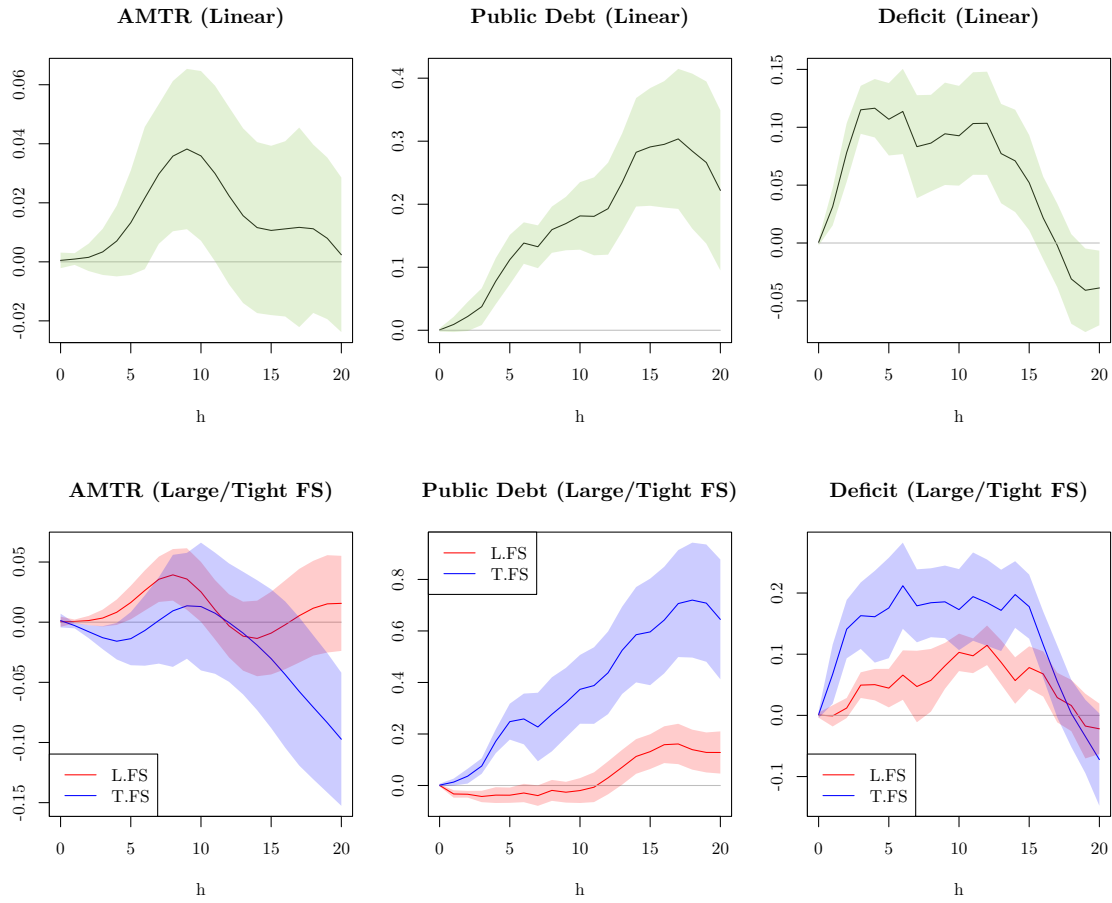 AMTR (Linear)
0.06
0.04
0.02
0.00
-0.02
0 5 10 15 20
h
Public Debt (Linear)
0.4
0.3
0.2
0.1
0.0
0 5 10 15 20
h
Deficit (Linear)
0.15
0.10
0.05
0.00
-0.05
0 5 10 15 20
h
AMTR (Large/Tight FS)
0.05
0.00
-0.05
-0.10
-0.15
L.FS
T.FS
0 5 10 15 20
h
Public Debt (Large/Tight FS)
L.FS
T.FS
0.8
0.6
0.4
0.2
0.0
0 5 10 15 20
h
Deficit (Large/Tight FS)
0.2
0.1
0.0
-0.1
L.FS
T.FS
0 5 10 15 20
h